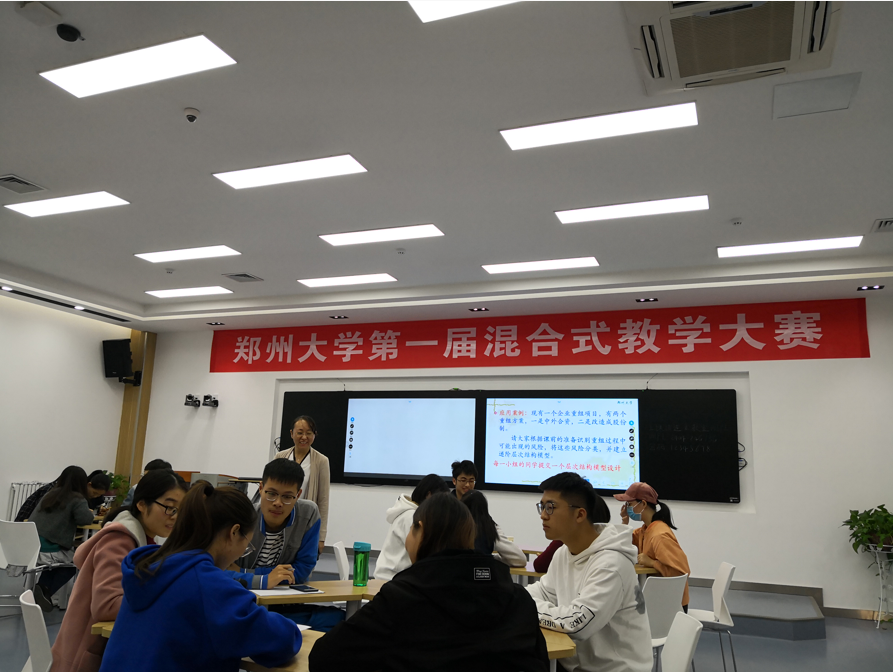 郑州大学第一届混合式教学大赛
应用案例：现有一个企业重组项目，有两个
重组方案，一是中外合资，二是改造成股份
制。
请大家根据课前的准备识别重组过程中
可能出现的风险，将这些风险分类，并建立
递阶层次结构模型。
每一小组的同学提交一个层次结构模型设计
LIKE A